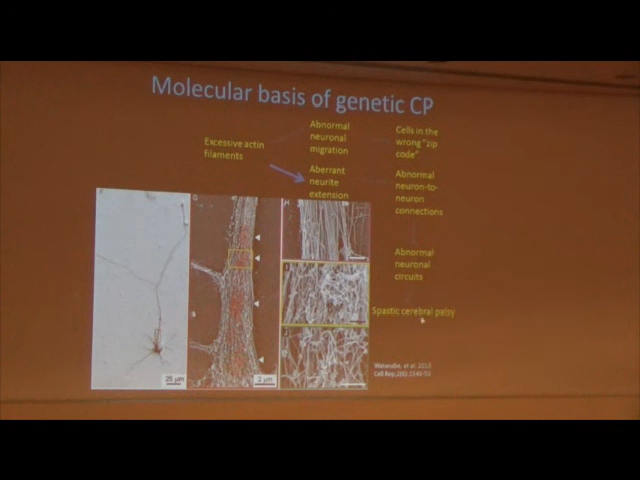 Molecular basis of genetic CP
Excessive actin
filaments
Abnormal
neuronal
migration
Cells in the
wrong "zip
code"
Aberrant
neurite
extension
Abnormal
neuron-to-
neuron
connections
Abnormal
neuronal
circuits
Spastic cerebral palsy
F
G
H
I
25 µm
2 µm